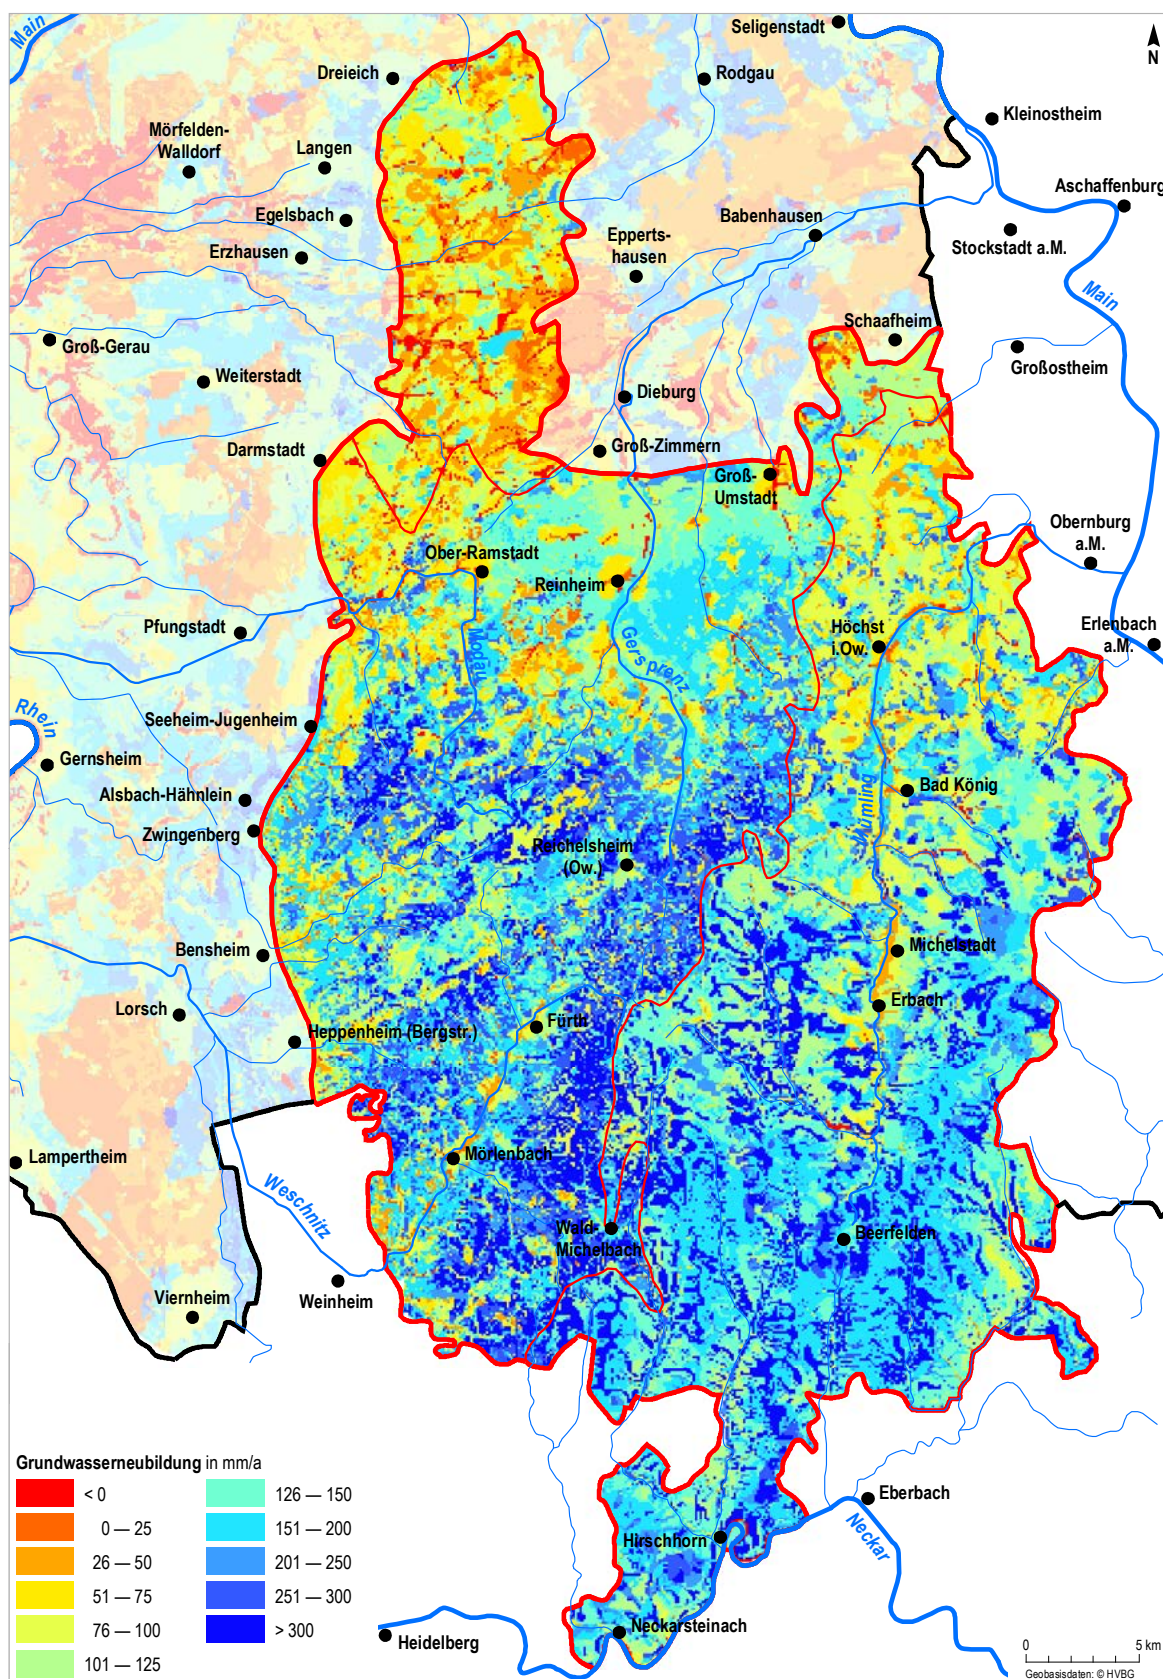 Main
Seligenstadt
N
Dreieich
Rodgau
Kleinostheim
Mörfelden-
Walldorf
Langen
Aschaffenburg
Egelsbach
Babenhausen
Erzhausen
Epperts-
hausen
Stockstadt a.M.
Main
Schaafheim
Groß-Gerau
Großostheim
Weiterstadt
Dieburg
Darmstadt
Groß-Zimmern
Groß-
Umstadt
Obernburg
a.M.
Ober-Ramstadt
Reinheim
Pfungstadt
Modau
Gersprenz
Höchst
i.Ow.
Erlenbach
a.M.
Rhein
Seeheim-Jugenheim
Gernsheim
Alsbach-Hähnlein
Mümling
Bad König
Zwingenberg
Reichelsheim
(Ow.)
Bensheim
Michelstadt
Lorsch
Erbach
Fürth
Heppenheim (Bergstr.)
Lampertheim
Mörlenbach
Weschnitz
Wald-
Michelbach
Beerfelden
Viernheim
Weinheim
Grundwasserneubildung in mm/a
< 0
0 — 25
26 — 50
51 — 75
76 — 100
101 — 125
126 — 150
151 — 200
201 — 250
251 — 300
> 300
Eberbach
Neckar
Hirschhorn
Neckarsteinach
Heidelberg
0 5 km
Geobasisdaten: © HVBG